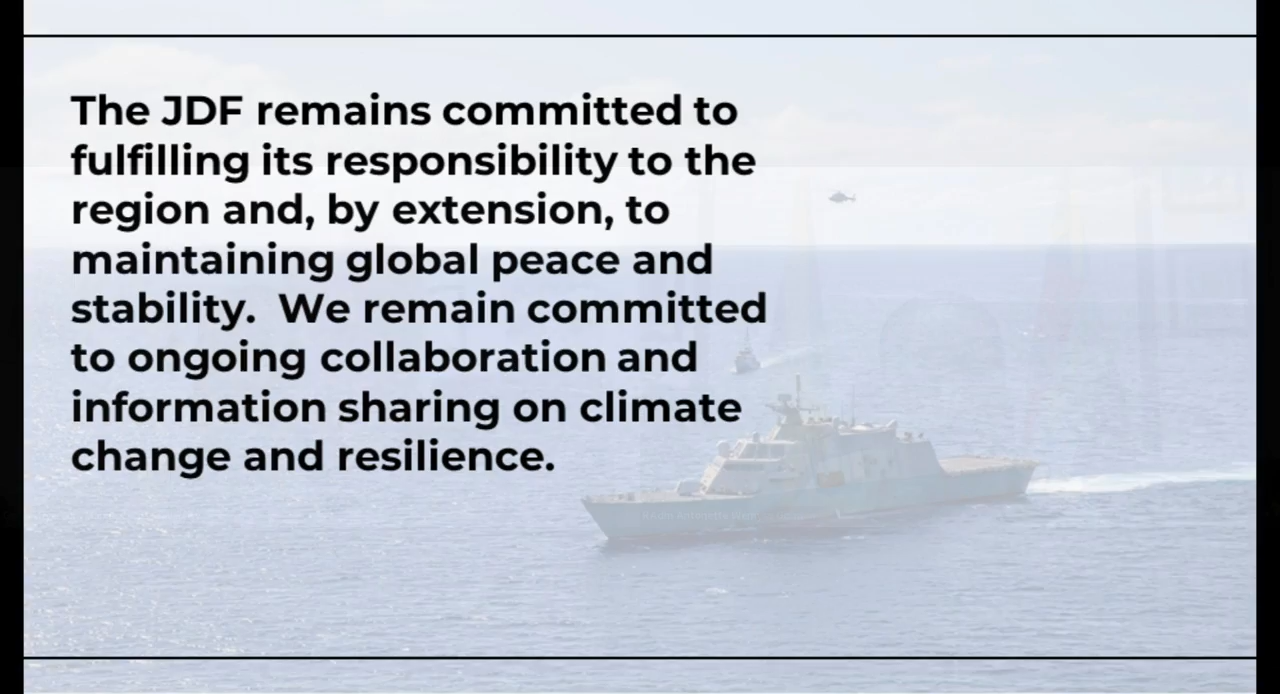 The JDF remains committed to
fulfilling its responsibility to the
region and, by extension, to
maintaining global peace and
stability.  We remain committed
to ongoing collaboration and
information sharing on climate
change and resilience.